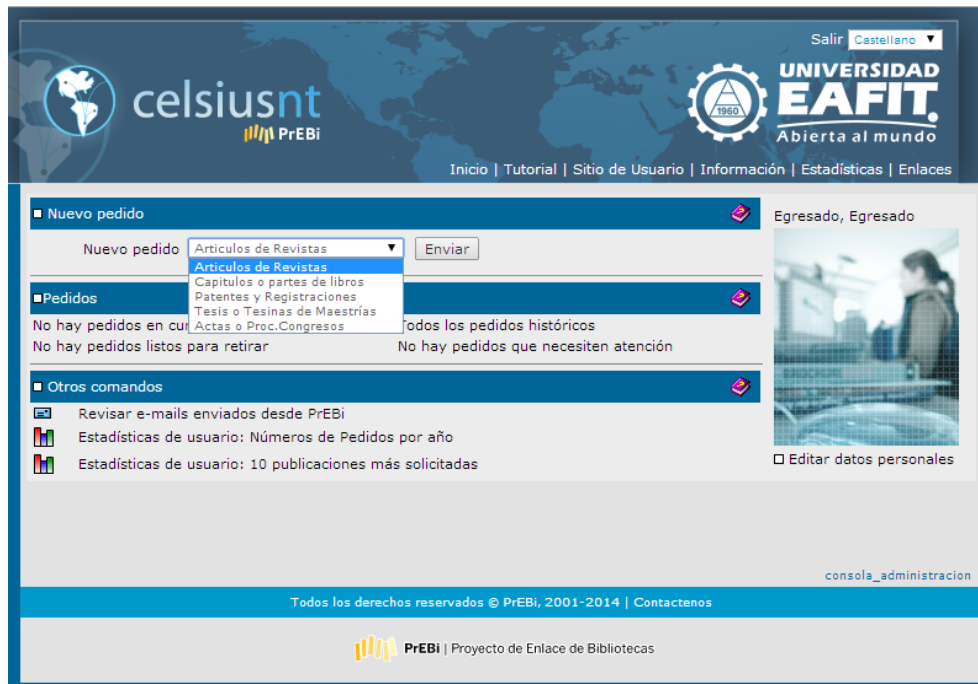 Salir Castellano
celsiusnt
PrEBi
1960
UNIVERSIDAD
EAFIT
Abierta al mundo
Inicio | Tutorial | Sitio de Usuario | Información | Estadísticas | Enlaces
Nuevo pedido
Nuevo pedido Articulos de Revistas Enviar
Articulos de Revistas
Capitulos o partes de libros
Patentes y Registraciones
Tesis o Tesinas de Maestrías
Actas o Proc.Congresos
Pedidos
No hay pedidos en cur Todos los pedidos históricos
No hay pedidos listos para retirar No hay pedidos que necesiten atención
Otros comandos
Revisar e-mails enviados desde PrEBi
Estadísticas de usuario: Números de Pedidos por año
Estadísticas de usuario: 10 publicaciones más solicitadas
Egresado, Egresado
Editar datos personales
consola_administracion
Todos los derechos reservados © PrEBi, 2001-2014 | Contactenos
PrEBi | Proyecto de Enlace de Bibliotecas